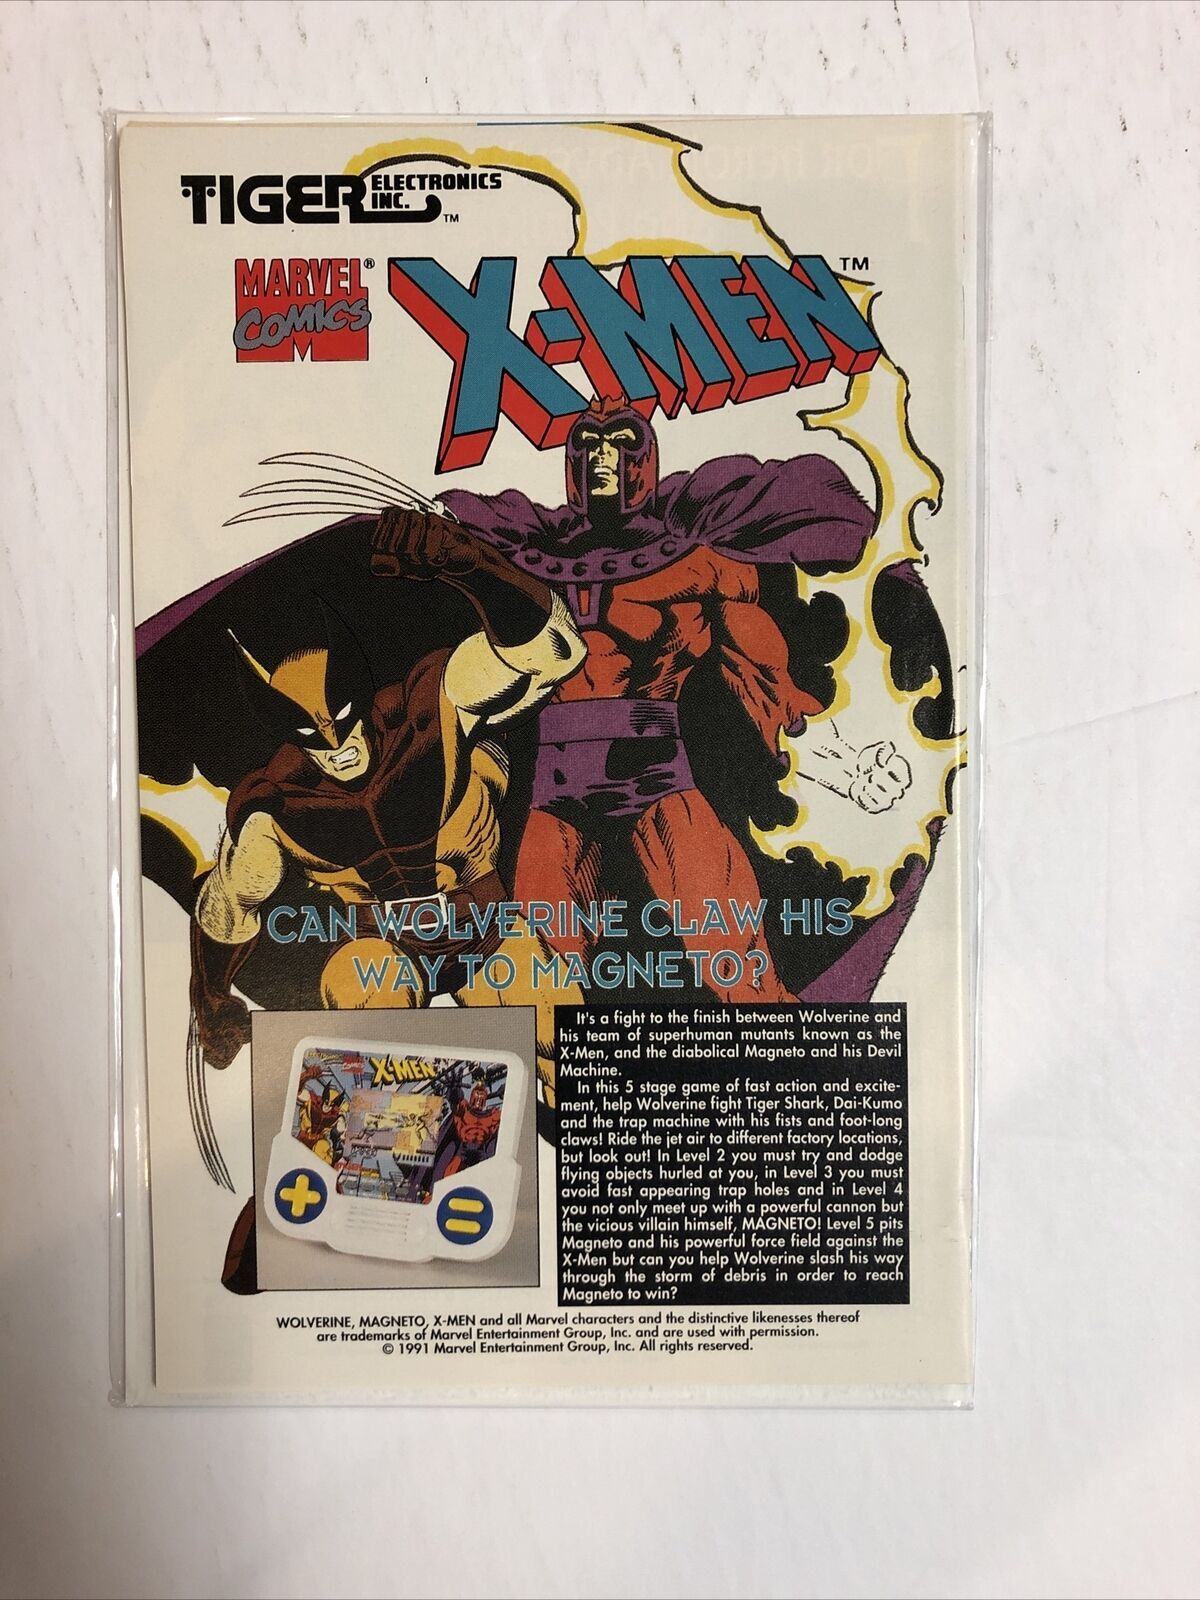 TIGER ELECTRONICS INC.™
MARVEL® COMICS
X-MEN™
CAN WOLVERINE CLAW HIS
WAY TO MAGNETO?
X-MEN
It's a fight to the finish between Wolverine and
his team of superhuman mutants known as the
X-Men, and the diabolical Magneto and his Devil
Machine.
In this 5 stage game of fast action and excite-
ment, help Wolverine fight Tiger Shark, Dai-Kumo
and the trap machine with his fists and foot-long
claws! Ride the jet air to different factory locations,
but look out! In Level 2 you must try and dodge
flying objects hurled at you, in Level 3 you must
avoid fast appearing trap holes and in Level 4
you not only meet up with a powerful cannon but
the vicious villain himself, MAGNETO! Level 5 pits
Magneto and his powerful force field against the
X-Men but can you help Wolverine slash his way
through the storm of debris in order to reach
Magneto to win?
WOLVERINE, MAGNETO, X-MEN and all Marvel characters and the distinctive likenesses thereof
are trademarks of Marvel Entertainment Group, Inc. and are used with permission.
© 1991 Marvel Entertainment Group, Inc. All rights reserved.